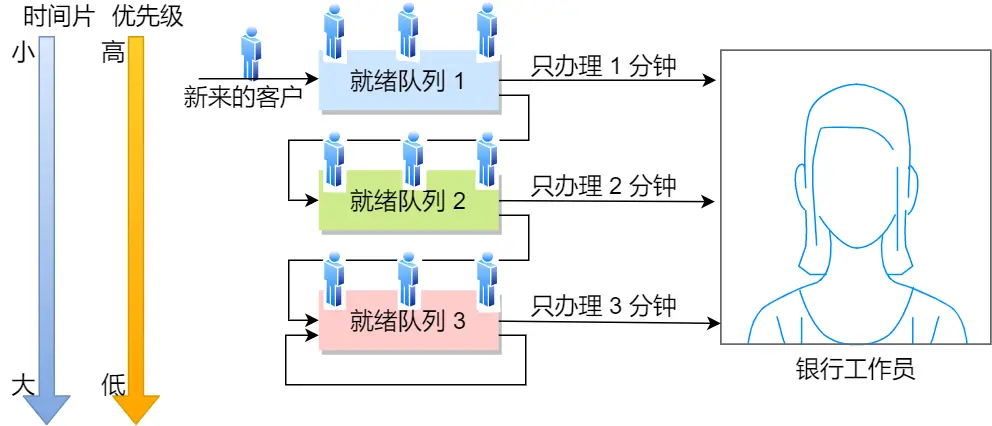 时间片 优先级
小 高
新来的客户
就绪队列 1
只办理 1 分钟
就绪队列 2
只办理 2 分钟
就绪队列 3
只办理 3 分钟
大 低
银行工作员